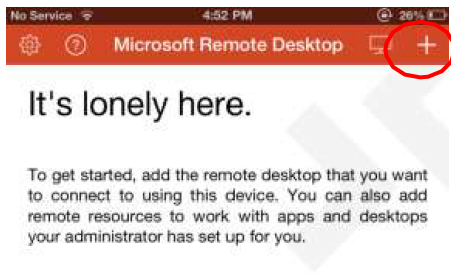 No Service 4:52 PM 26%
Microsoft Remote Desktop
It's lonely here.
To get started, add the remote desktop that you want
to connect to using this device. You can also add
remote resources to work with apps and desktops
your administrator has set up for you.